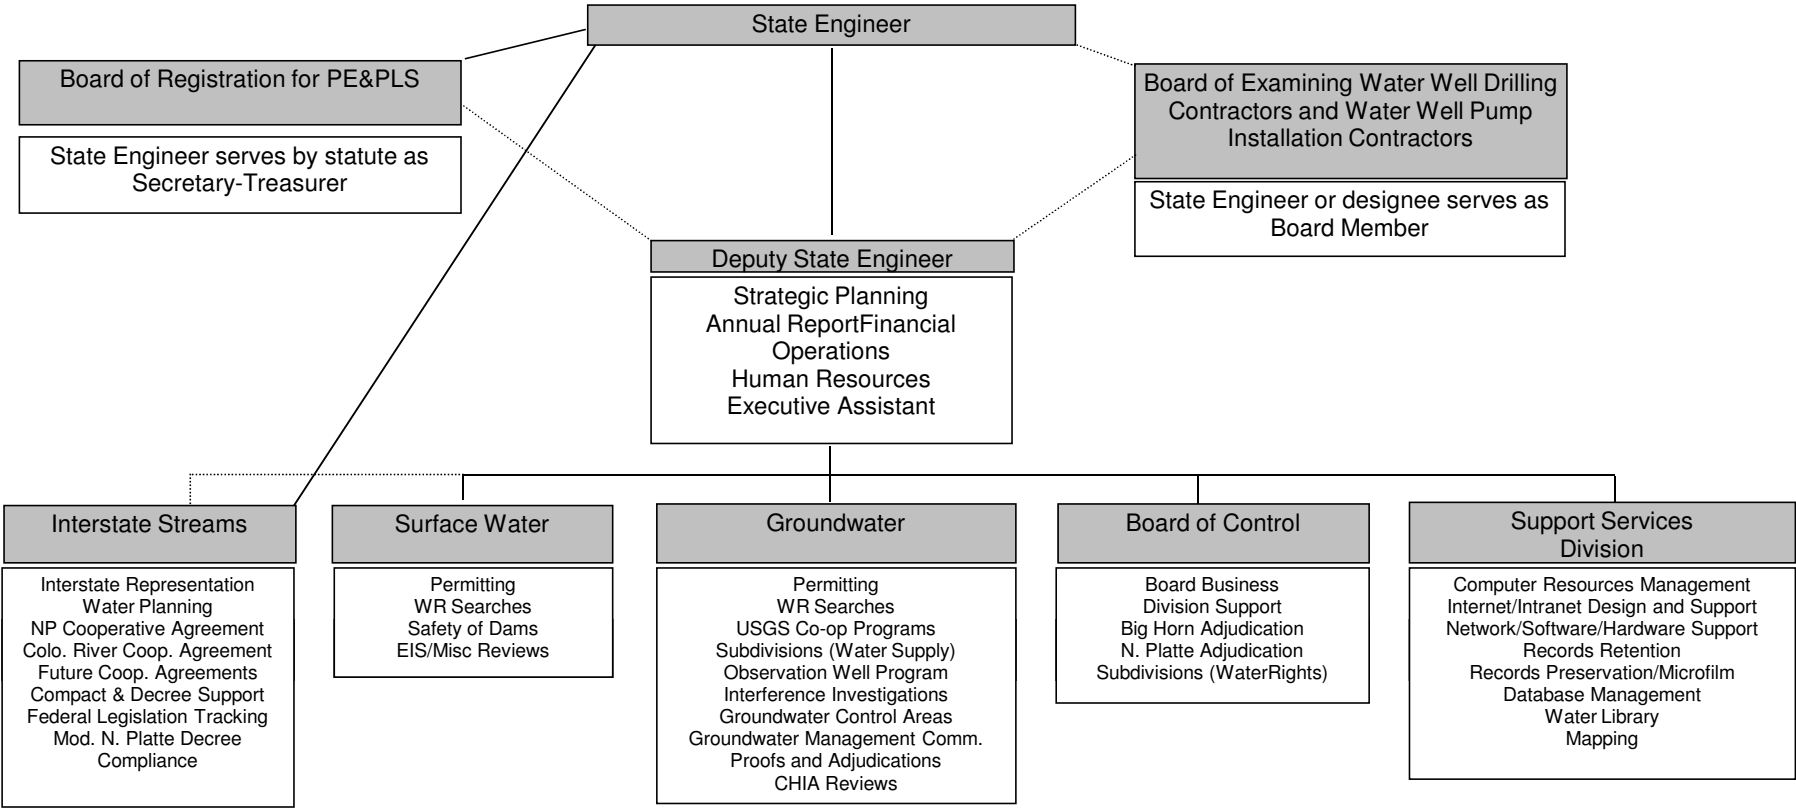 State Engineer
Board of Registration for PE&PLS
State Engineer serves by statute as
Secretary-Treasurer
Board of Examining Water Well Drilling
Contractors and Water Well Pump
Installation Contractors
State Engineer or designee serves as
Board Member
Deputy State Engineer
Strategic Planning
Annual ReportFinancial
Operations
Human Resources
Executive Assistant
Interstate Streams
Interstate Representation
Water Planning
NP Cooperative Agreement
Colo. River Coop. Agreement
Future Coop. Agreements
Compact & Decree Support
Federal Legislation Tracking
Mod. N. Platte Decree
Compliance
Surface Water
Permitting
WR Searches
Safety of Dams
EIS/Misc Reviews
Groundwater
Permitting
WR Searches
USGS Co-op Programs
Subdivisions (Water Supply)
Observation Well Program
Interference Investigations
Groundwater Control Areas
Groundwater Management Comm.
Proofs and Adjudications
CHIA Reviews
Board of Control
Board Business
Division Support
Big Horn Adjudication
N. Platte Adjudication
Subdivisions (WaterRights)
Support Services
Division
Computer Resources Management
Internet/Intranet Design and Support
Network/Software/Hardware Support
Records Retention
Records Preservation/Microfilm
Database Management
Water Library
Mapping